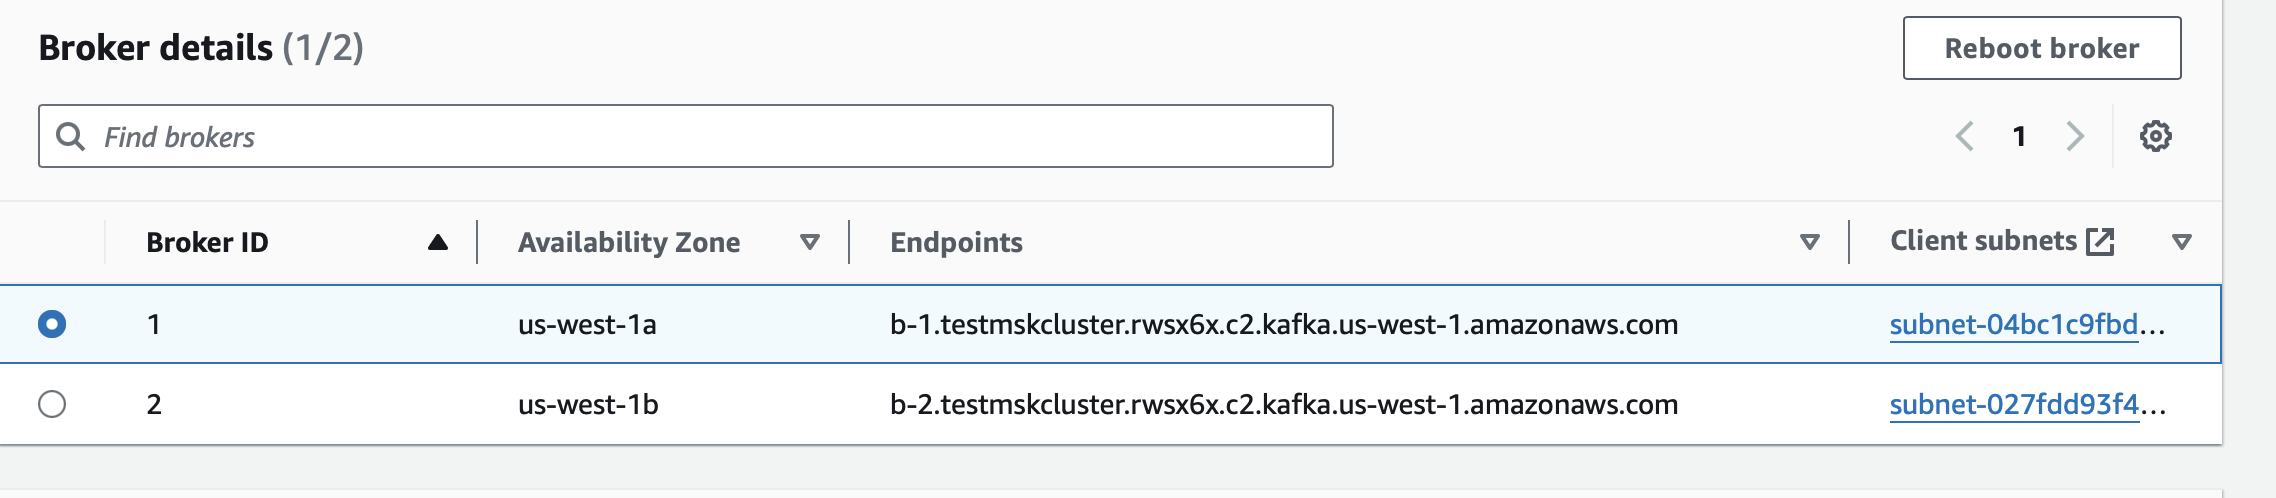 Broker details (1/2)
Reboot broker
Find brokers
1
Broker ID Availability Zone Endpoints Client subnets
1 us-west-1a b-1.testmskcluster.rwsx6x.c2.kafka.us-west-1.amazonaws.com subnet-04bc1c9fbd...
2 us-west-1b b-2.testmskcluster.rwsx6x.c2.kafka.us-west-1.amazonaws.com subnet-027fdd93f4...